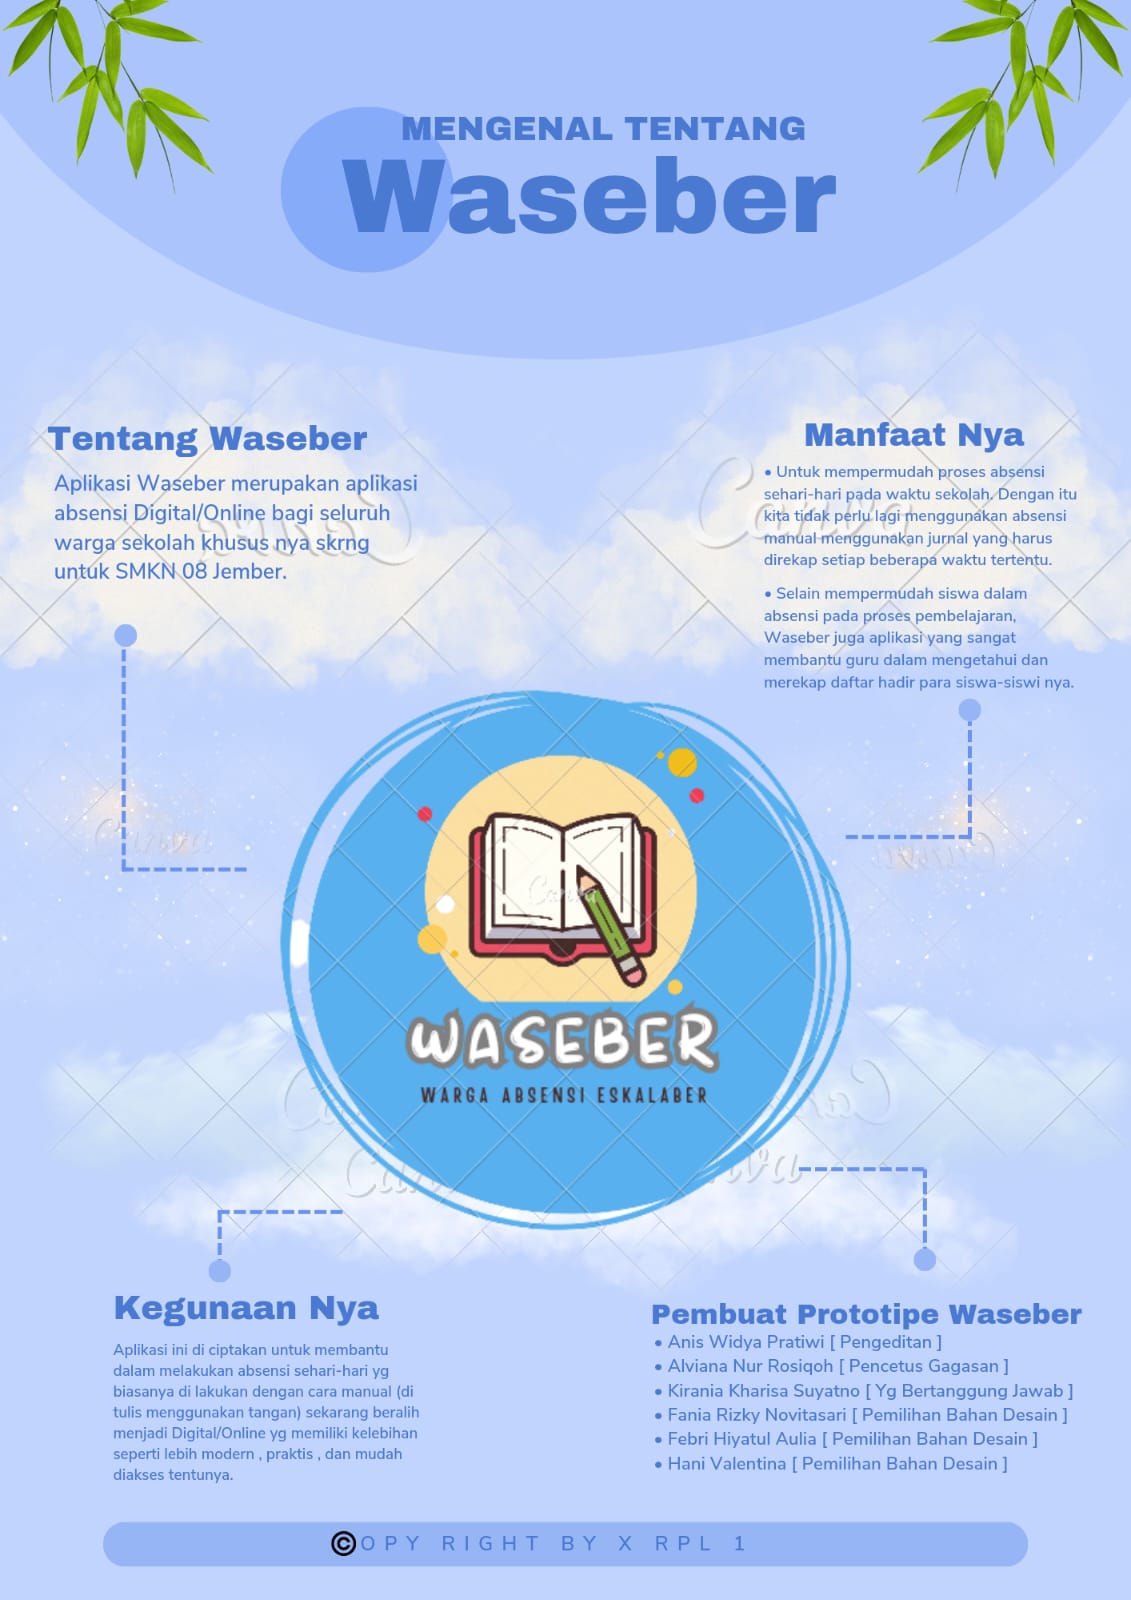 MENGENAL TENTANG
Waseber
Tentang Waseber
Aplikasi Waseber merupakan aplikasi
absensi Digital/Online bagi seluruh
warga sekolah khusus nya skrng
untuk SMKN 08 Jember.
Manfaat Nya
• Untuk mempermudah proses absensi
sehari-hari pada waktu sekolah. Dengan itu
kita tidak perlu lagi menggunakan absensi
manual menggunakan jurnal yang harus
direkap setiap beberapa waktu tertentu.
• Selain mempermudah siswa dalam
absensi pada proses pembelajaran,
Waseber juga aplikasi yang sangat
membantu guru dalam mengetahui dan
merekap daftar hadir para siswa-siswi nya.
WASEBER
WARGA ABSENSI ESKALABER
Kegunaan Nya
Aplikasi ini di ciptakan untuk membantu
dalam melakukan absensi sehari-hari yg
biasanya di lakukan dengan cara manual (di
tulis menggunakan tangan) sekarang beralih
menjadi Digital/Online yg memiliki kelebihan
seperti lebih modern , praktis , dan mudah
diakses tentunya.
Pembuat Prototipe Waseber
• Anis Widya Pratiwi [ Pengeditan ]
• Alviana Nur Rosiqoh [ Pencetus Gagasan ]
• Kirania Kharisa Suyatno [ Yg Bertanggung Jawab ]
• Fania Rizky Novitasari [ Pemilihan Bahan Desain ]
• Febri Hiyatul Aulia [ Pemilihan Bahan Desain ]
• Hani Valentina [ Pemilihan Bahan Desain ]
©OPY RIGHT BY X RPL 1
Canva
Canva
Canva
Canva
Canva